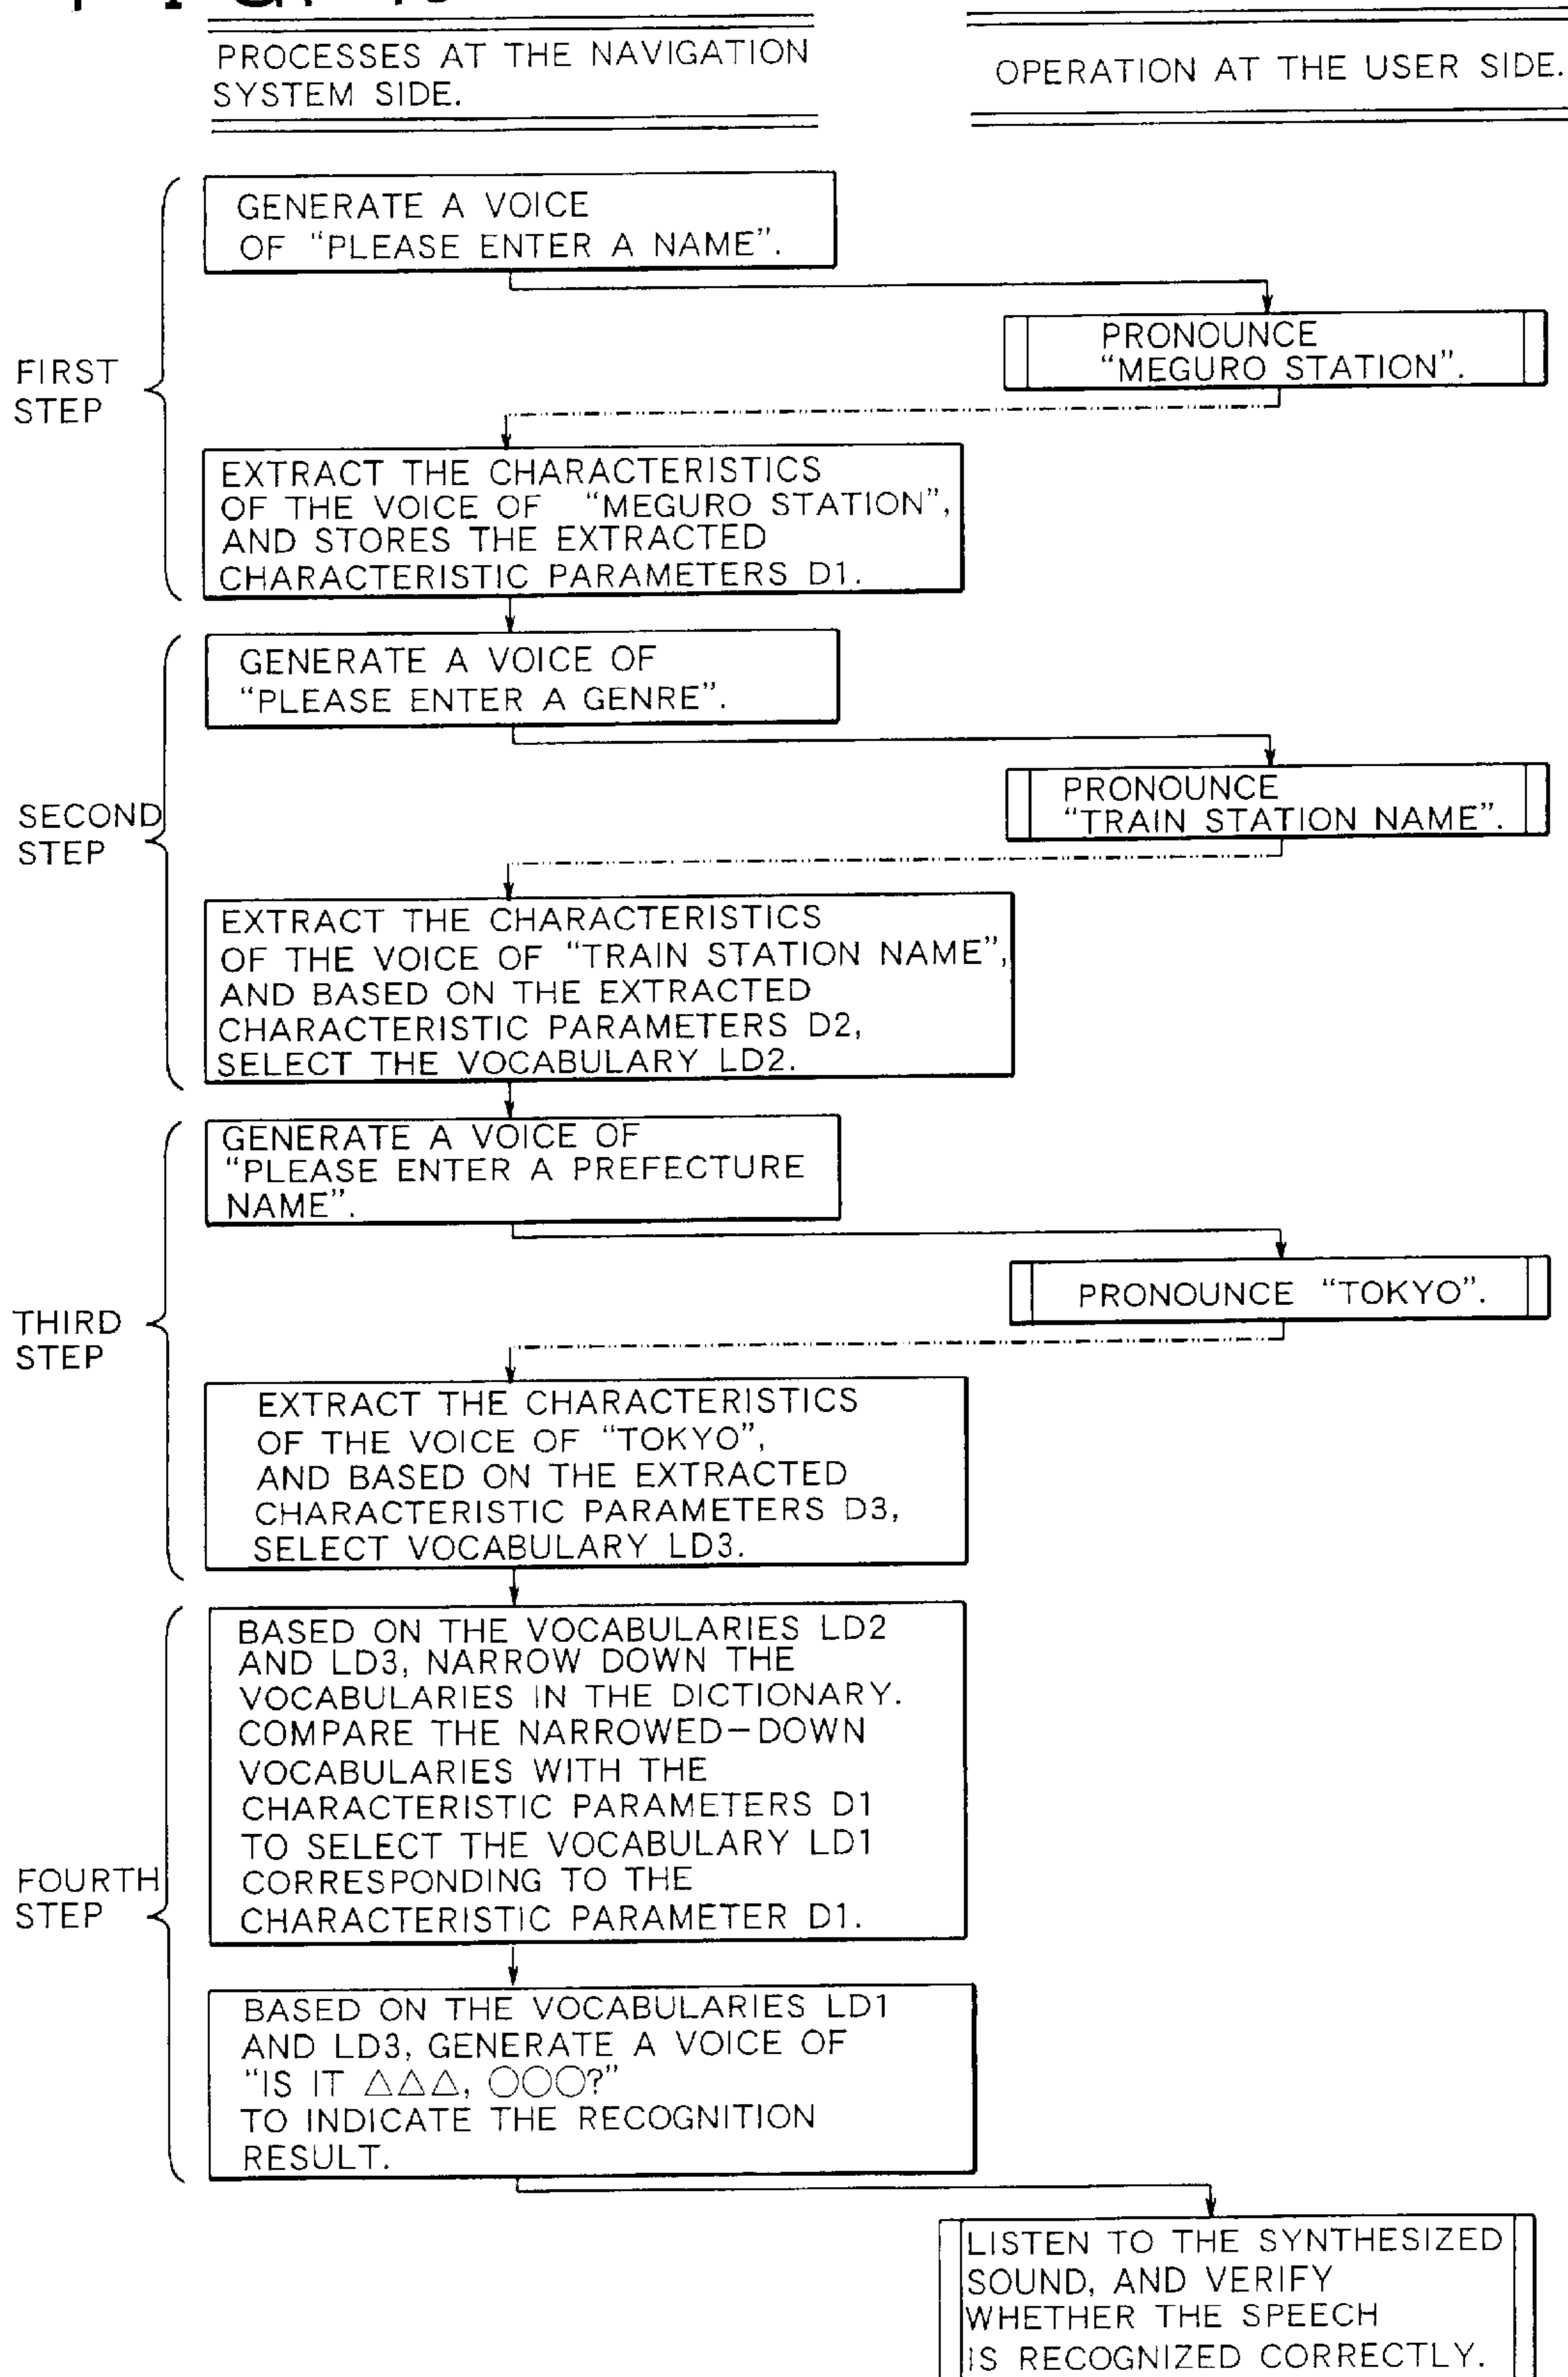 PROCESSES AT THE NAVIGATION
SYSTEM SIDE.
OPERATION AT THE USER SIDE.
GENERATE A VOICE
OF “PLEASE ENTER A NAME”.
PRONOUNCE
“MEGURO STATION”.
FIRST
STEP
EXTRACT THE CHARACTERISTICS
OF THE VOICE OF “MEGURO STATION”,
AND STORES THE EXTRACTED
CHARACTERISTIC PARAMETERS D1.
GENERATE A VOICE OF
“PLEASE ENTER A GENRE”.
PRONOUNCE
“TRAIN STATION NAME”.
SECOND
STEP
EXTRACT THE CHARACTERISTICS
OF THE VOICE OF “TRAIN STATION NAME”,
AND BASED ON THE EXTRACTED
CHARACTERISTIC PARAMETERS D2,
SELECT THE VOCABULARY LD2.
GENERATE A VOICE OF
“PLEASE ENTER A PREFECTURE
NAME”.
PRONOUNCE “TOKYO”.
THIRD
STEP
EXTRACT THE CHARACTERISTICS
OF THE VOICE OF “TOKYO”,
AND BASED ON THE EXTRACTED
CHARACTERISTIC PARAMETERS D3,
SELECT VOCABULARY LD3.
BASED ON THE VOCABULARIES LD2
AND LD3, NARROW DOWN THE
VOCABULARIES IN THE DICTIONARY.
COMPARE THE NARROWED-DOWN
VOCABULARIES WITH THE
CHARACTERISTIC PARAMETERS D1
TO SELECT THE VOCABULARY LD1
CORRESPONDING TO THE
CHARACTERISTIC PARAMETER D1.
FOURTH
STEP
BASED ON THE VOCABULARIES LD1
AND LD3, GENERATE A VOICE OF
“IS IT △△△, ○○○?”
TO INDICATE THE RECOGNITION
RESULT.
LISTEN TO THE SYNTHESIZED
SOUND, AND VERIFY
WHETHER THE SPEECH
IS RECOGNIZED CORRECTLY.